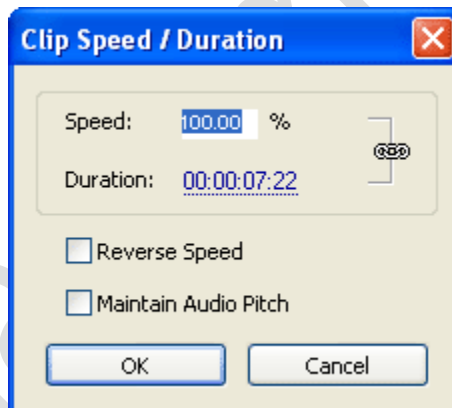 Clip Speed / Duration
Speed: 100.00 %
Duration: 00:00:07:22
Reverse Speed
Maintain Audio Pitch
OK Cancel